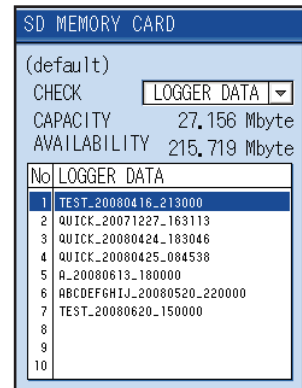 SD MEMORY CARD
(default)
CHECK LOGGER DATA
CAPACITY 27.156 Mbyte
AVAILABILITY 215.719 Mbyte
No LOGGER DATA
1 TEST_20080416_213000
2 QUICK_20071227_163113
3 QUICK_20080424_183046
4 QUICK_20080425_084538
5 A_20080613_180000
6 ABCDEFGHIJ_20080520_220000
7 TEST_20080620_150000
8
9
10